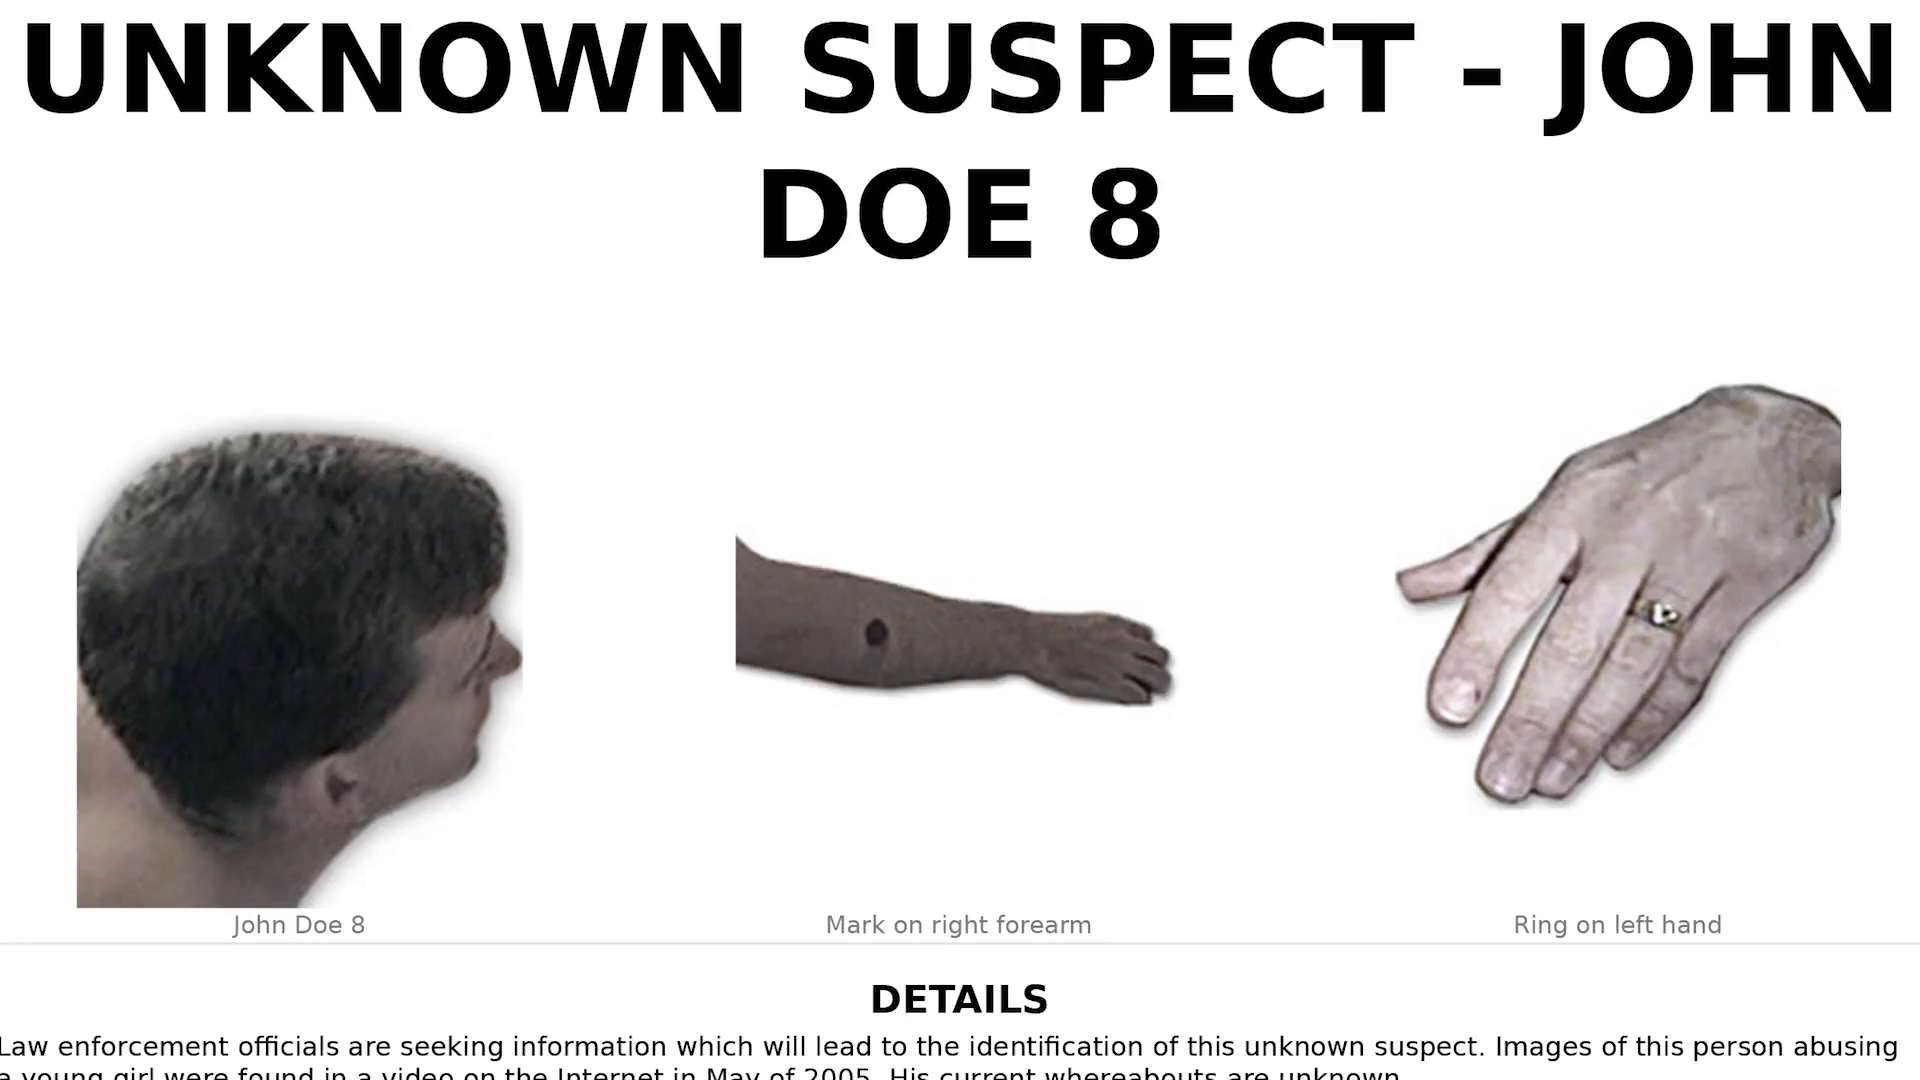 UNKNOWN SUSPECT - JOHN
DOE 8
John Doe 8
Mark on right forearm
Ring on left hand
DETAILS
Law enforcement officials are seeking information which will lead to the identification of this unknown suspect. Images of this person abusing
a young girl were found in a video on the Internet in May of 2005. His current whereabouts are unknown.